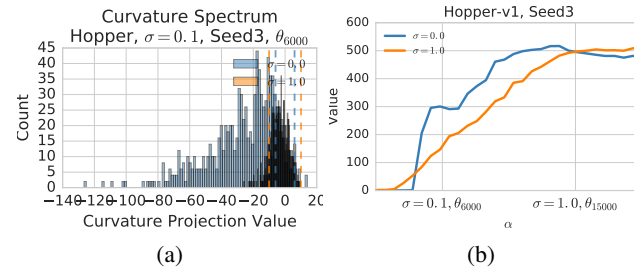 Curvature Spectrum
Hopper, σ=0.1, Seed3, θ6000
Count
45
40
35
30
25
20
15
10
5
0
σ=0.0
σ=1.0
−140−120−100−80 −60 −40 −20 0 20
Curvature Projection Value
(a)
Hopper-v1, Seed3
value
600
500
400
300
200
100
0
σ=0.0
σ=1.0
σ=0.1,θ6000 σ=1.0,θ15000
α
(b)